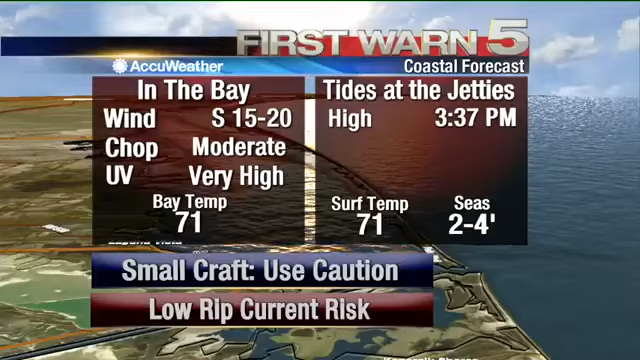 FIRST WARN 5
AccuWeather
Coastal Forecast
In The Bay
Wind S 15-20
Chop Moderate
UV Very High
Bay Temp
71
Tides at the Jetties
High 3:37 PM
Surf Temp Seas
71 2-4'
Small Craft: Use Caution
Low Rip Current Risk